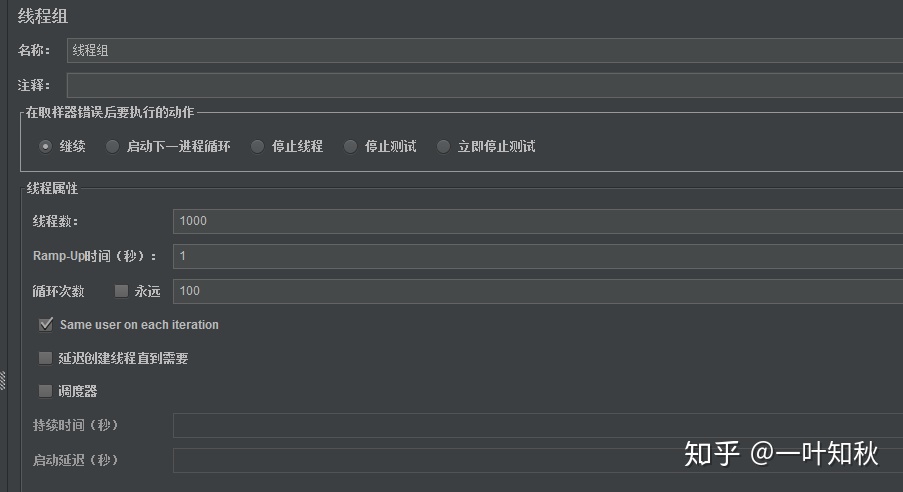 线程组
名称： 线程组
注释：
在取样器错误后要执行的动作
继续 启动下一进程循环 停止线程 停止测试 立即停止测试
线程属性
线程数： 1000
Ramp-Up时间（秒）： 1
循环次数 永远 100
Same user on each iteration
延迟创建线程直到需要
调度器
持续时间（秒）
启动延迟（秒）
知乎 @一叶知秋